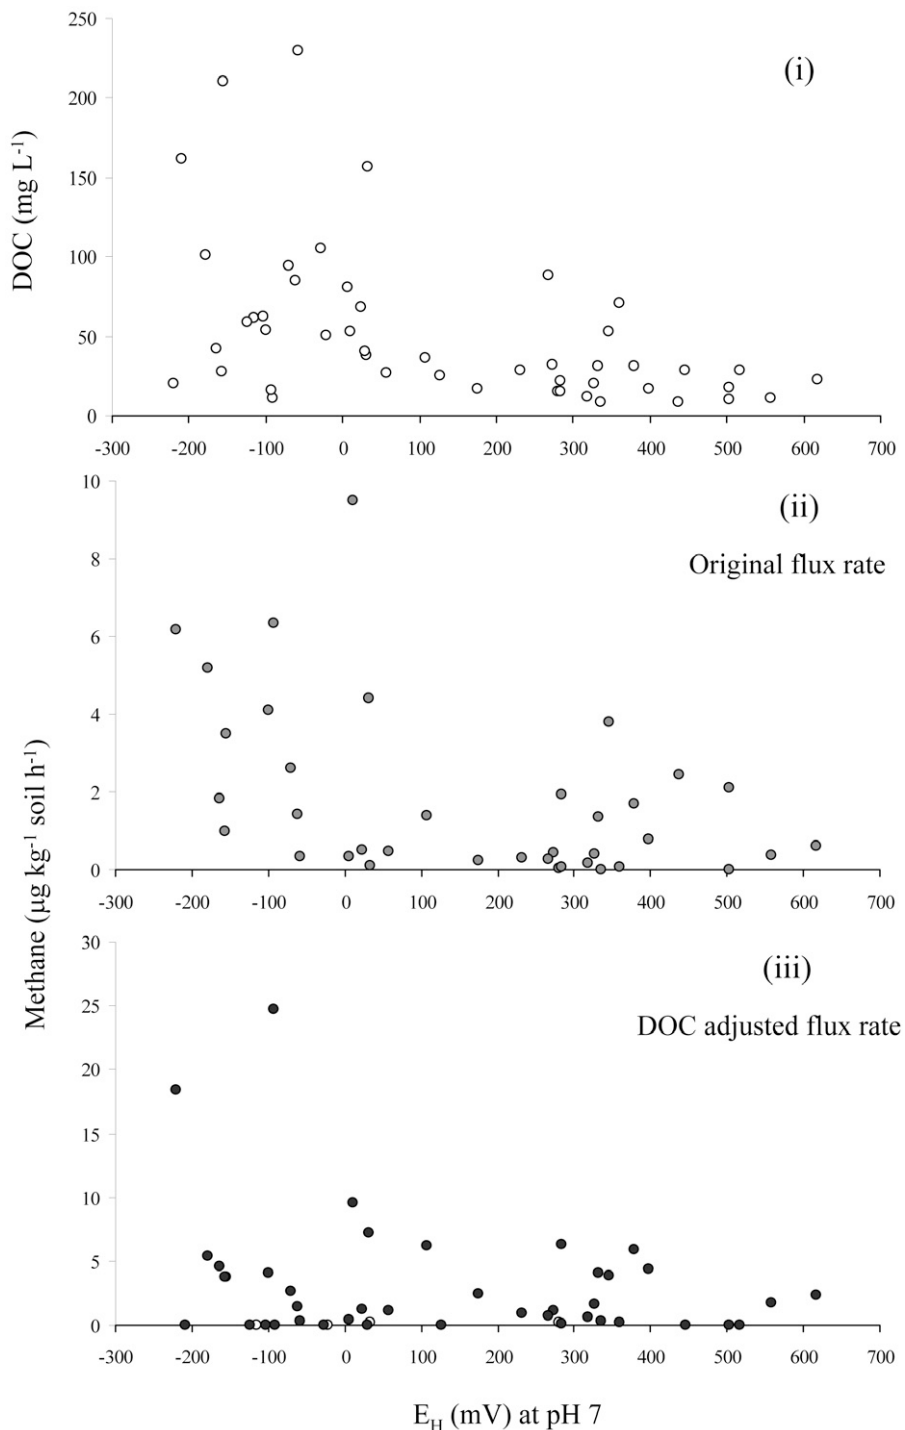 250
(i)
200
150
DOC (mg L⁻¹)
100
50
0
-300 -200 -100 0 100 200 300 400 500 600 700
10
(ii)
8
Original flux rate
6
4
2
0
-300 -200 -100 0 100 200 300 400 500 600 700
Methane (µg kg⁻¹ soil h⁻¹)
30
(iii)
25
DOC adjusted flux rate
20
15
10
5
0
-300 -200 -100 0 100 200 300 400 500 600 700
E_H (mV) at pH 7